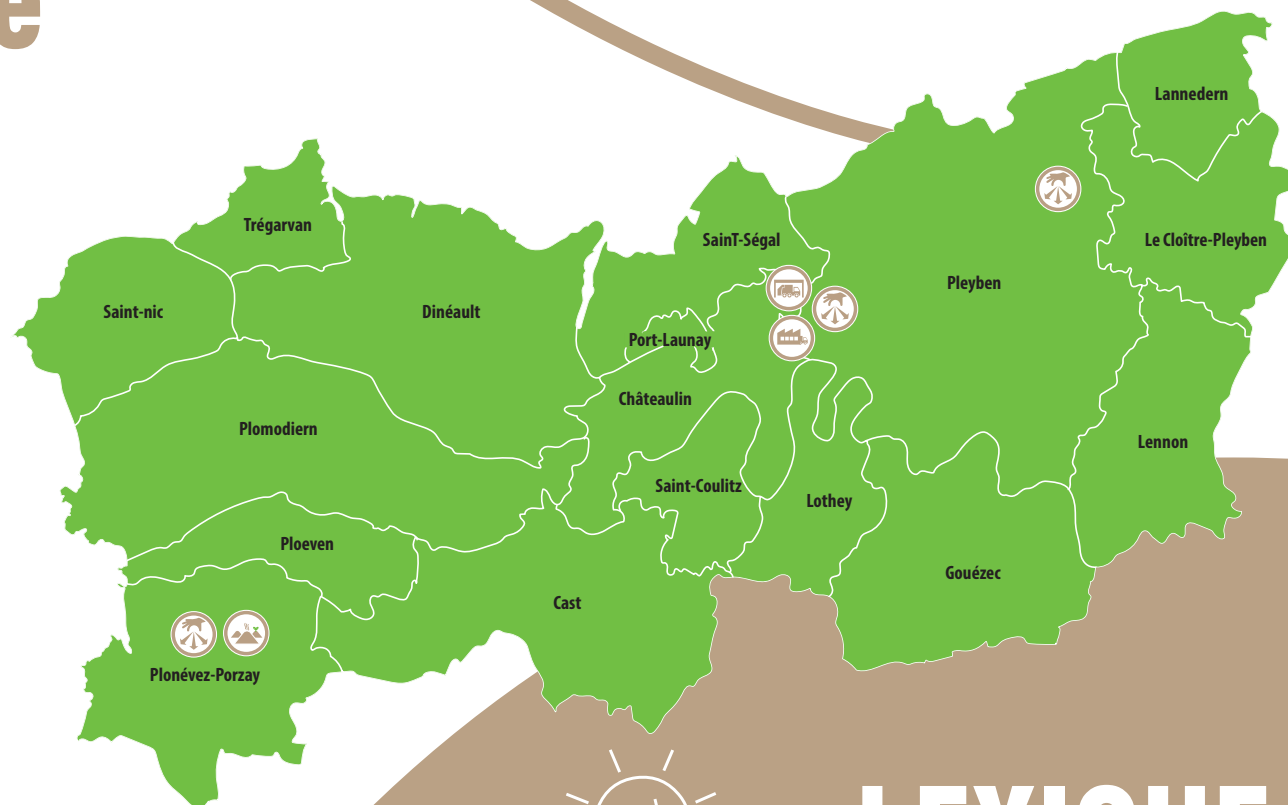 e
Lannedern
Trégarvan
SainT-Ségal
Le Cloître-Pleyben
Saint-nic
Dinéault
Pleyben
Port-Launay
Châteaulin
Plomodiern
Lennon
Saint-Coulitz
Lothey
Ploeven
Gouézec
Cast
Plonévez-Porzay
LEXIQUE